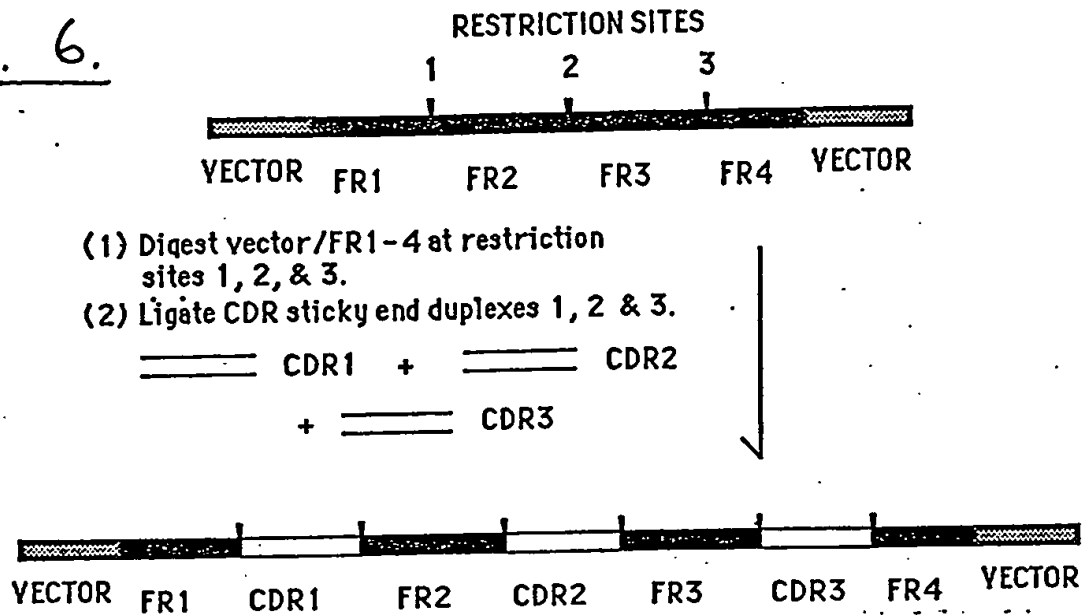 . 6.
RESTRICTION SITES
1 2 3
VECTOR FR1 FR2 FR3 FR4 VECTOR
(1) Digest vector/FR1-4 at restriction
sites 1, 2, & 3.
(2) Ligate CDR sticky end duplexes 1, 2 & 3.
CDR1 + CDR2
+ CDR3
VECTOR FR1 CDR1 FR2 CDR2 FR3 CDR3 FR4 VECTOR